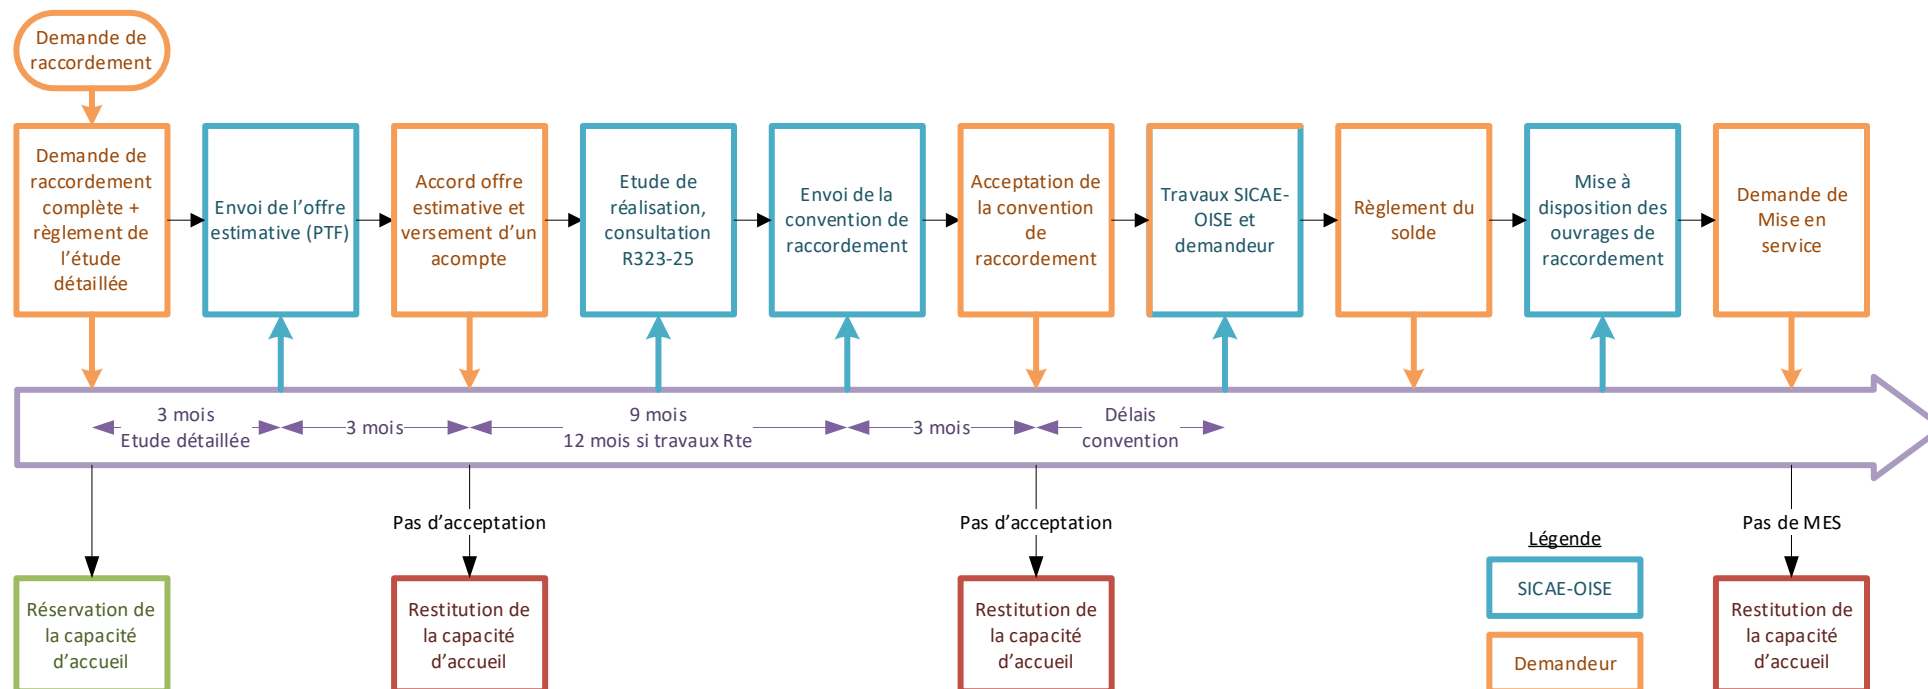 Demande de
raccordement
Demande de
raccordement
complète +
règlement de
l’étude
détaillée
Envoi de l’offre
estimative (PTF)
Accord offre
estimative et
versement d’un
acompte
Etude de
réalisation,
consultation
R323-25
Envoi de la
convention de
raccordement
Acceptation de
la convention
de
raccordement
Travaux SICAE-
OISE et
demandeur
Règlement du
solde
Mise à
disposition des
ouvrages de
raccordement
Demande de
Mise en
service
3 mois
Etude détaillée
3 mois
9 mois
12 mois si travaux Rte
3 mois
Délais
convention
Pas d’acceptation
Pas d’acceptation
Pas de MES
Réservation de
la capacité
d’accueil
Restitution de
la capacité
d’accueil
Restitution de
la capacité
d’accueil
Légende
SICAE-OISE
Demandeur
Restitution de
la capacité
d’accueil